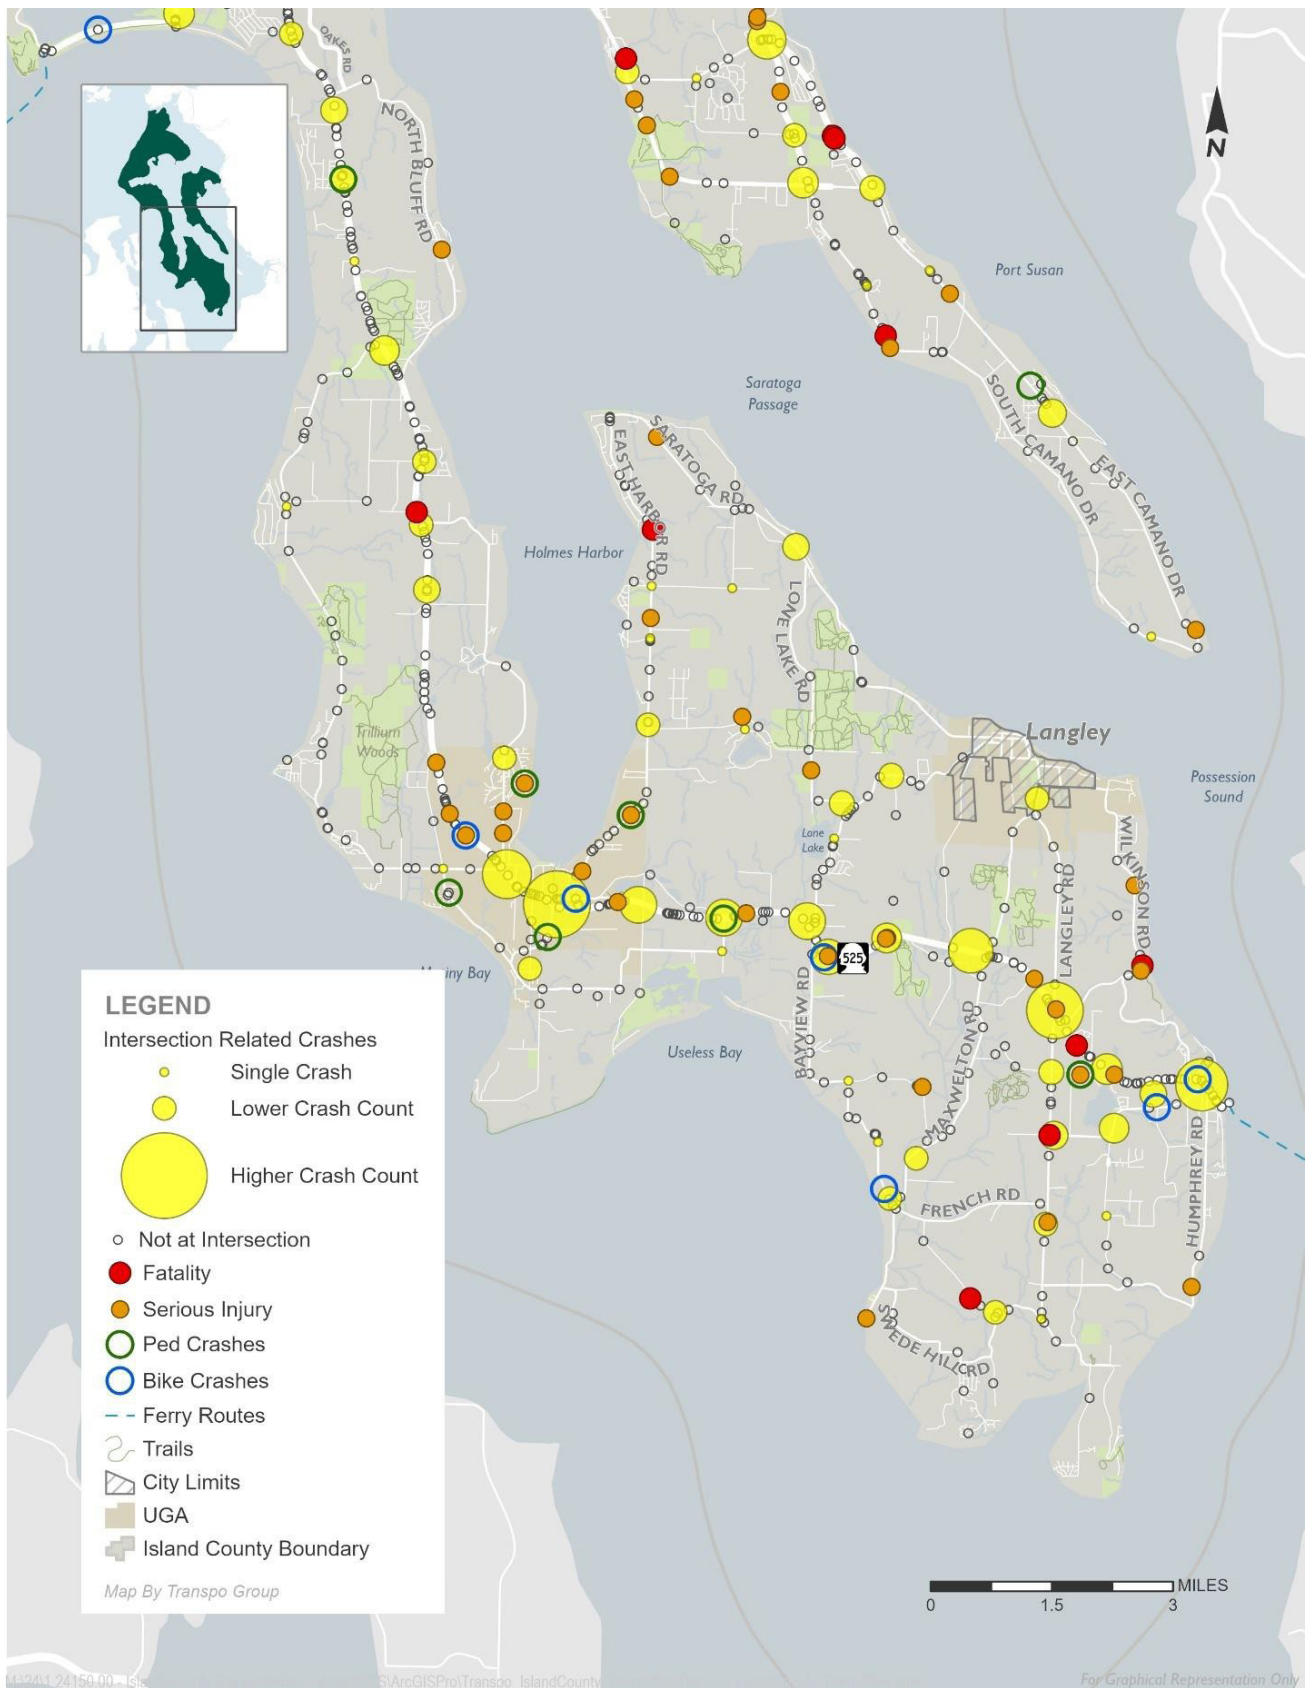 OAKES RD
NORTH BLUFF RD
N
Port Susan
Saratoga
Passage
SARATOGA RD
EAST HARBOR RD
SOUTH CAMANO DR
EAST CAMANO DR
Holmes Harbor
LONE LAKE RD
Trillium
Woods
Langley
Possession
Sound
Lone
Lake
WILKINSON RD
LANGLEY RD
525
BAYVIEW RD
MAXWELTON RD
Useless Bay
FRENCH RD
HUMPHREY RD
SWEDE HILL RD
LEGEND
Intersection Related Crashes
Single Crash
Lower Crash Count
Higher Crash Count
Not at Intersection
Fatality
Serious Injury
Ped Crashes
Bike Crashes
Ferry Routes
Trails
City Limits
UGA
Island County Boundary
Map By Transpo Group
MILES
0 1.5 3
For Graphical Representation Only